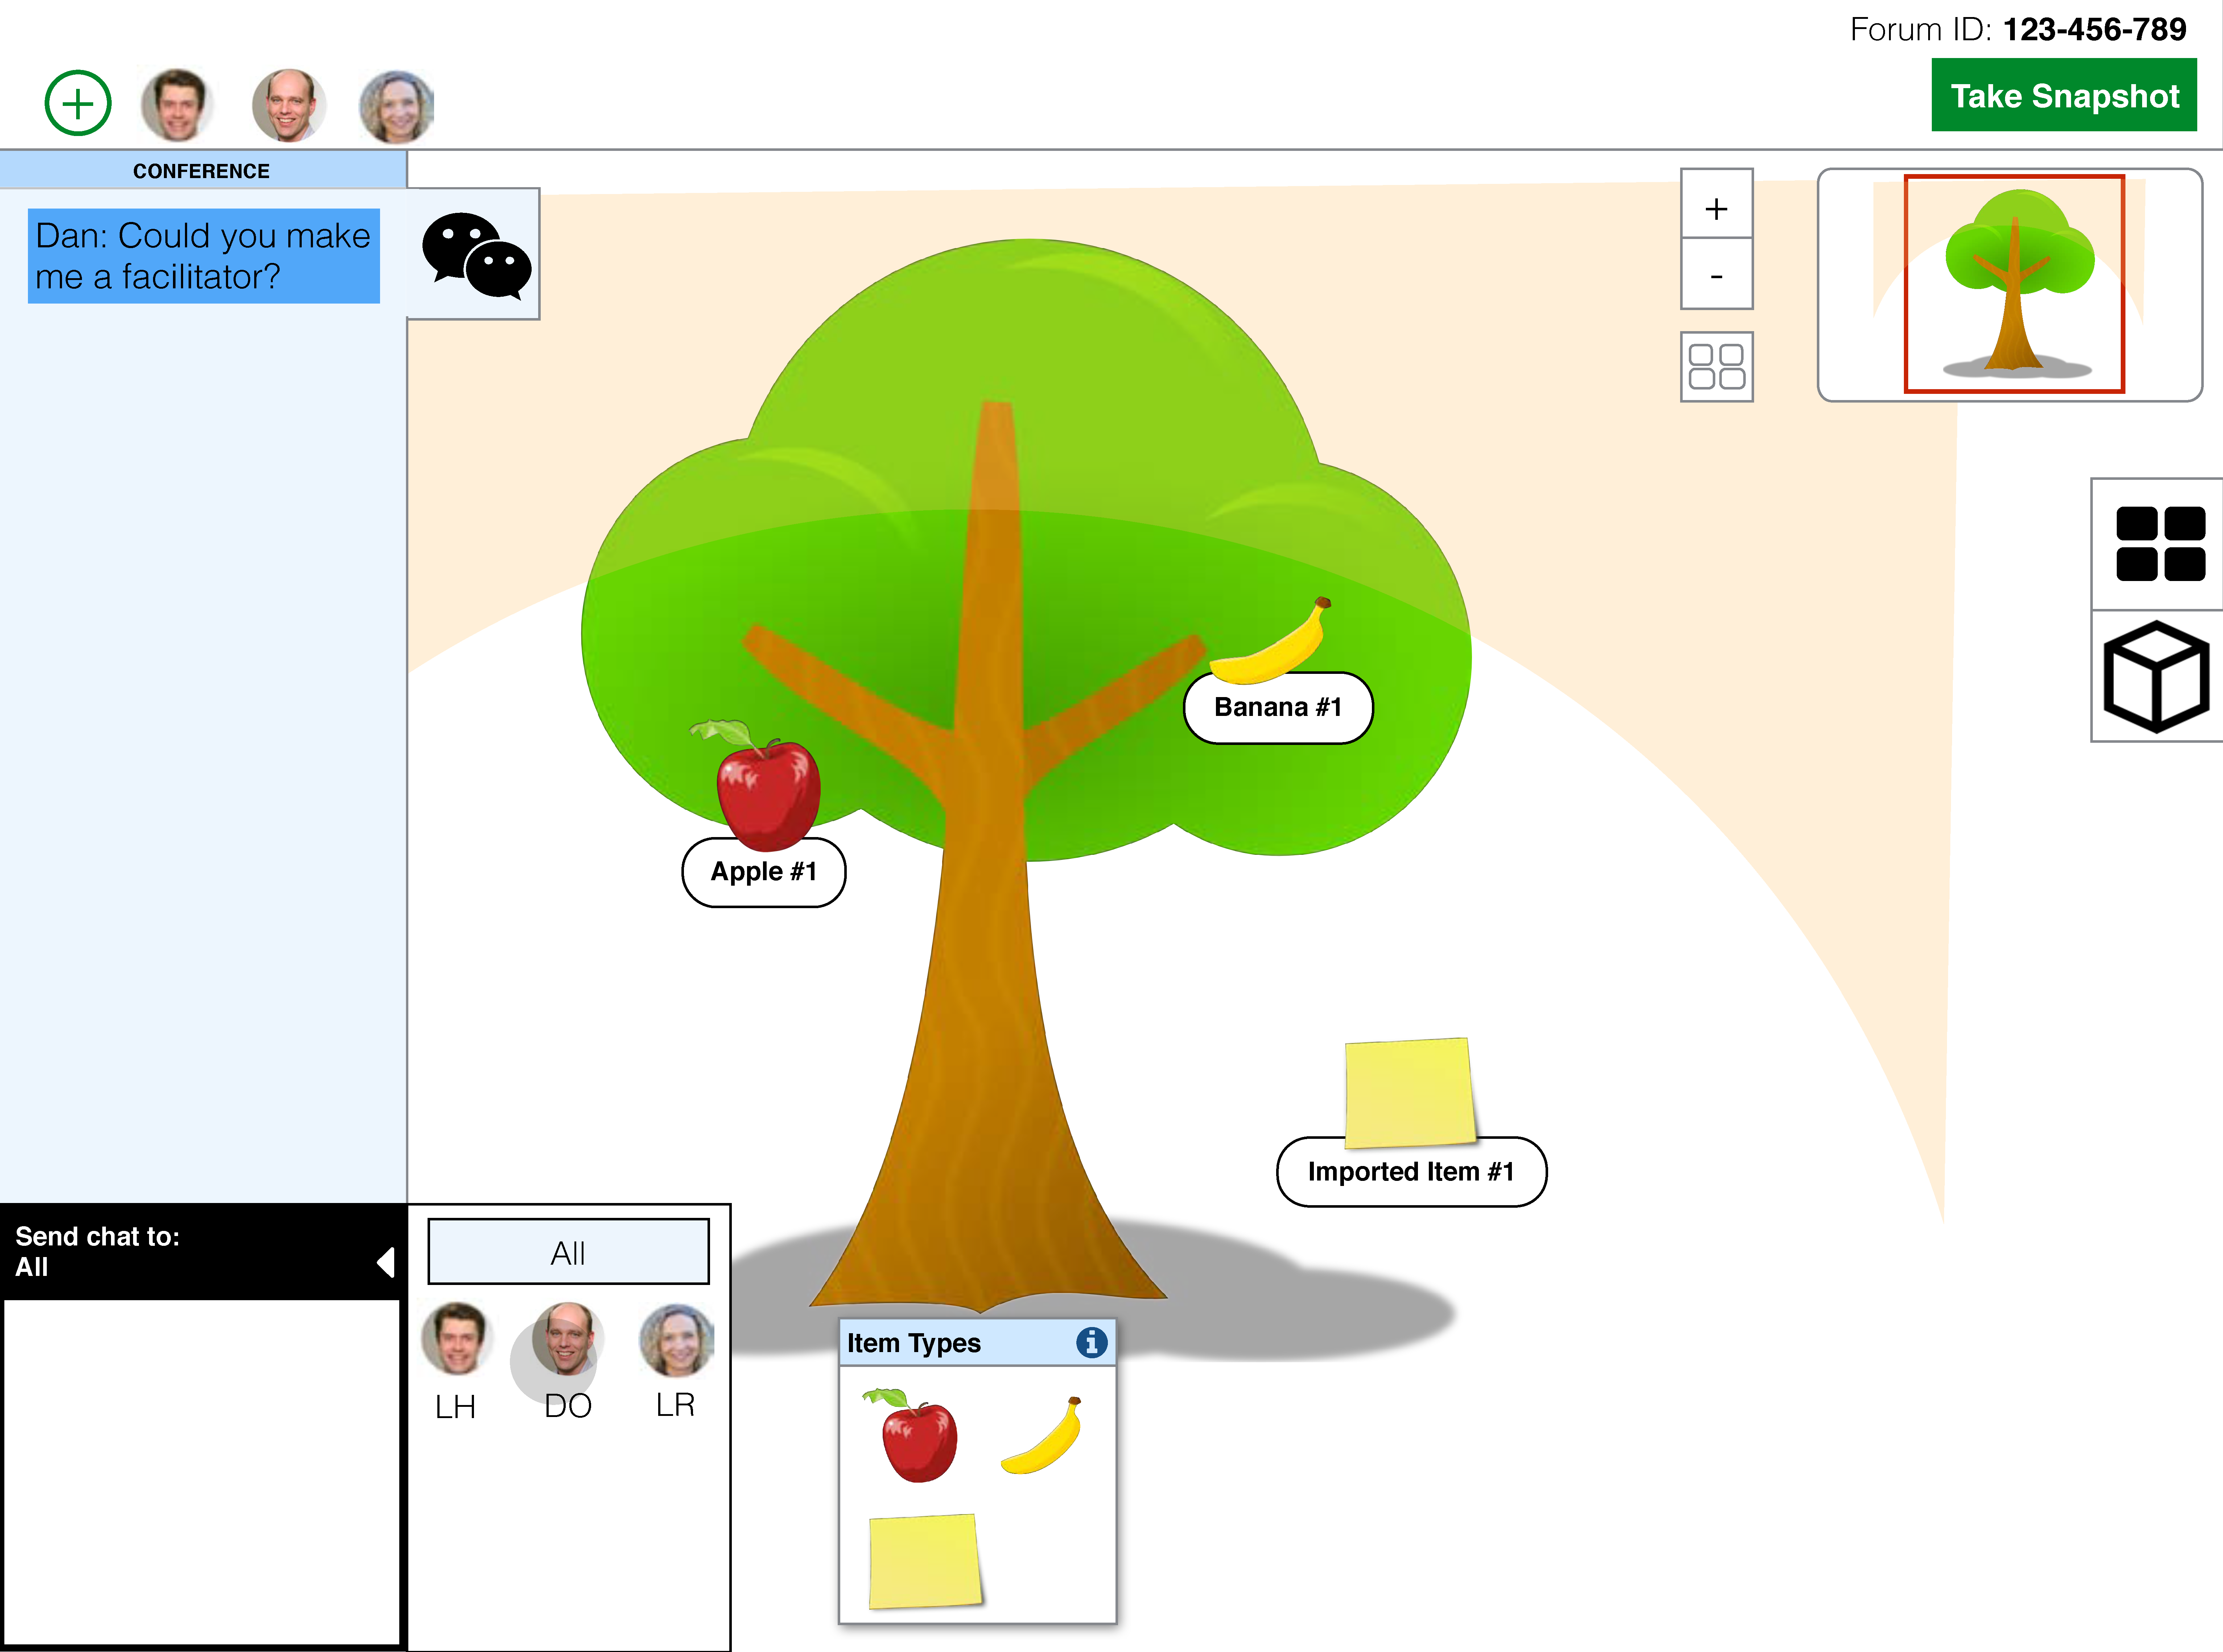 Forum ID: 123-456-789
Take Snapshot
CONFERENCE
Dan: Could you make
me a facilitator?
+
-
Banana #1
Apple #1
Imported Item #1
Send chat to:
All
All
LH
DO
LR
Item Types